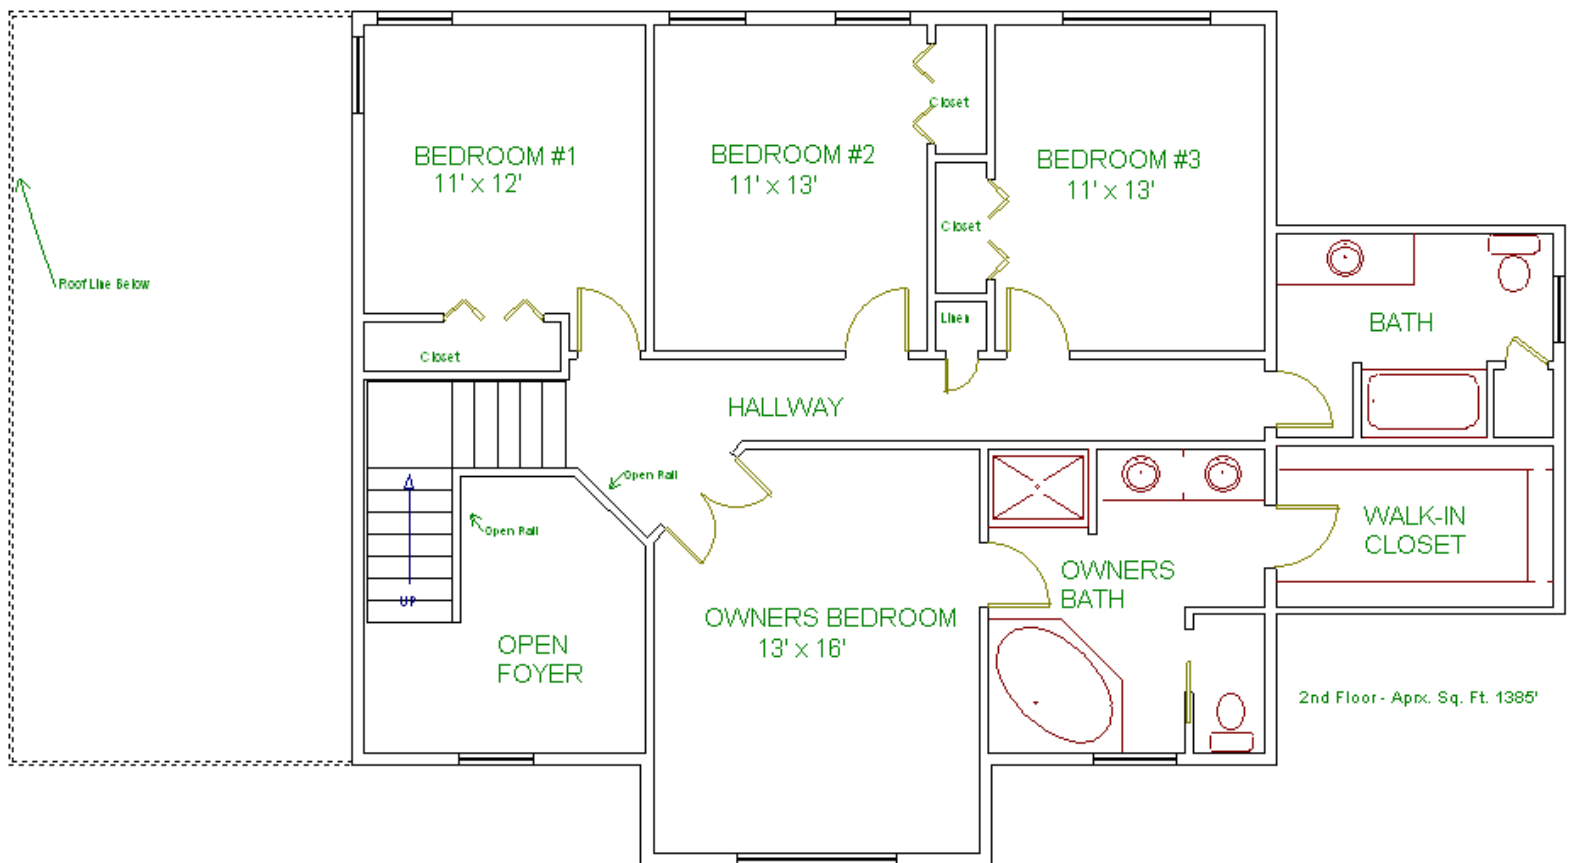 BEDROOM #1
11' x 12'
BEDROOM #2
11' x 13'
Closet
BEDROOM #3
11' x 13'
Closet
Roof Line Below
Linen
BATH
Closet
HALLWAY
Open Rail
Open Rail
WALK-IN
CLOSET
OWNERS
BATH
UP
OWNERS BEDROOM
13' x 16'
OPEN
FOYER
2nd Floor - Aprx. Sq. Ft. 1385'